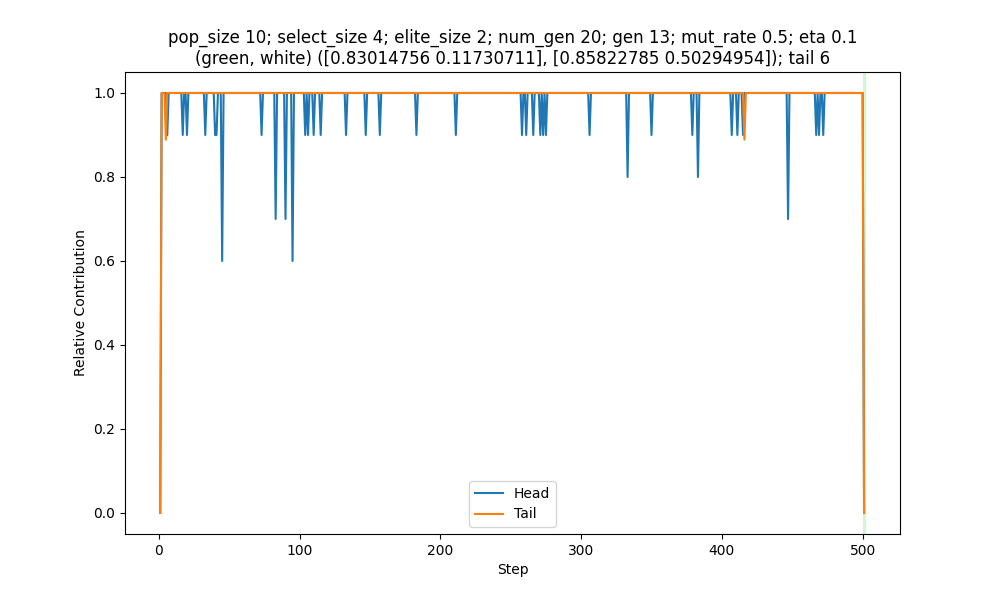 pop_size 10; select_size 4; elite_size 2; num_gen 20; gen 13; mut_rate 0.5; eta 0.1
(green, white) ([0.83014756 0.11730711], [0.85822785 0.50294954]); tail 6
1.0
0.8
0.6
0.4
0.2
0.0
Relative Contribution
Head
Tail
0
100
200
300
400
500
Step